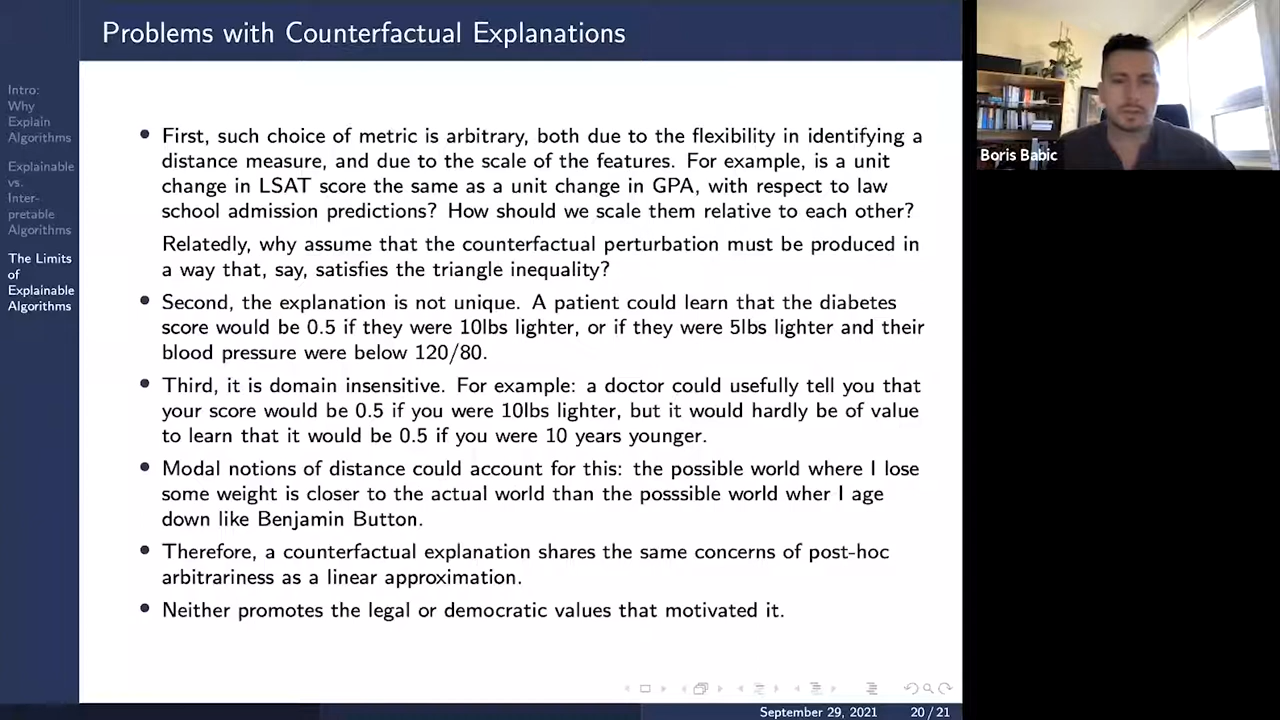 Problems with Counterfactual Explanations
Intro:
Why
Explain
Algorithms
Explainable
vs.
Inter-
pretable
Algorithms
The Limits
of
Explainable
Algorithms
First, such choice of metric is arbitrary, both due to the flexibility in identifying a
distance measure, and due to the scale of the features. For example, is a unit
change in LSAT score the same as a unit change in GPA, with respect to law
school admission predictions? How should we scale them relative to each other?
Relatedly, why assume that the counterfactual perturbation must be produced in
a way that, say, satisfies the triangle inequality?
Second, the explanation is not unique. A patient could learn that the diabetes
score would be 0.5 if they were 10lbs lighter, or if they were 5lbs lighter and their
blood pressure were below 120/80.
Third, it is domain insensitive. For example: a doctor could usefully tell you that
your score would be 0.5 if you were 10lbs lighter, but it would hardly be of value
to learn that it would be 0.5 if you were 10 years younger.
Modal notions of distance could account for this: the possible world where I lose
some weight is closer to the actual world than the posssible world wher I age
down like Benjamin Button.
Therefore, a counterfactual explanation shares the same concerns of post-hoc
arbitrariness as a linear approximation.
Neither promotes the legal or democratic values that motivated it.
September 29, 2021
20/21
Boris Babic